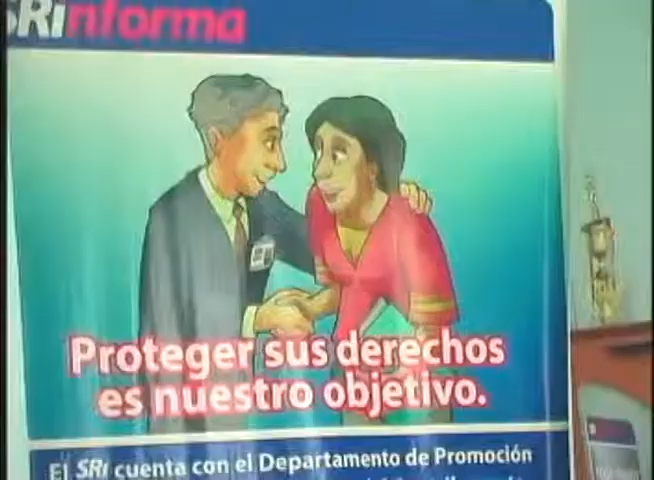 SRinforma
Proteger sus derechos
es nuestro objetivo.
El SRi cuenta con el Departamento de Promoción